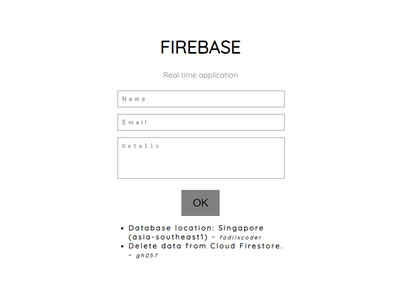 FIREBASE
Real time application
Name
Email
Details
OK
• Database location: Singapore
(asia-southeast1) - fadilxcoder
• Delete data from Cloud Firestore.
- gh057